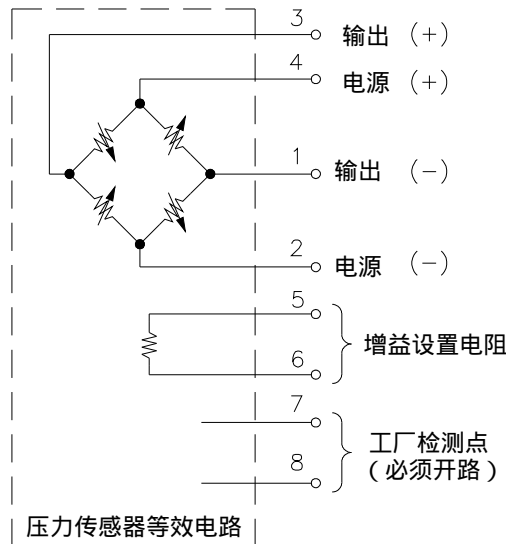 3 输出 (+)
4 电源 (+)
1 输出 (-)
2 电源 (-)
5
增益设置电阻
6
7
工厂检测点
(必须开路)
8
压力传感器等效电路